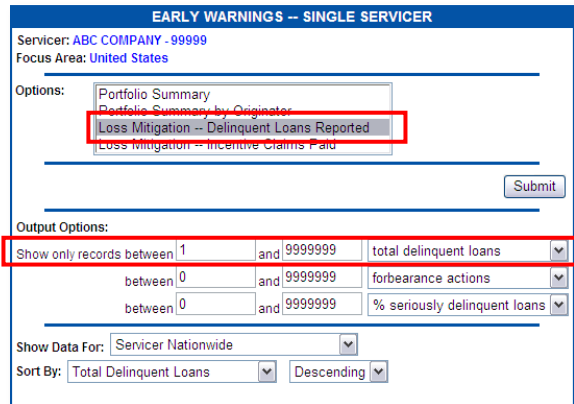 EARLY WARNINGS -- SINGLE SERVICER
Servicer: ABC COMPANY - 99999
Focus Area: United States
Options:
Portfolio Summary
Portfolio Summary by Originator
Loss Mitigation -- Delinquent Loans Reported
Loss Mitigation -- Incentive Claims Paid
Submit
Output Options:
Show only records between 1 and 9999999 total delinquent loans
between 0 and 9999999 forbearance actions
between 0 and 9999999 % seriously delinquent loans
Show Data For: Servicer Nationwide
Sort By: Total Delinquent Loans Descending